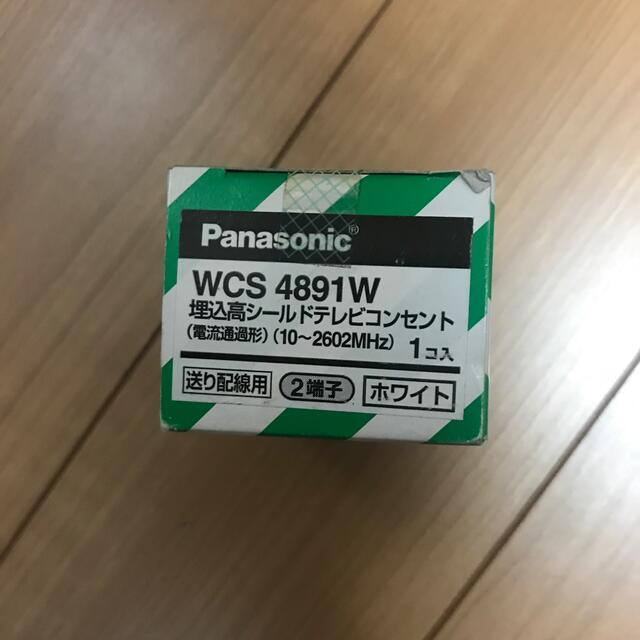 Panasonic®
WCS 4891W
埋込高シールドテレビコンセント
(電流通過形)(10～2602MHz) 1コ入
送り配線用 2端子 ホワイト